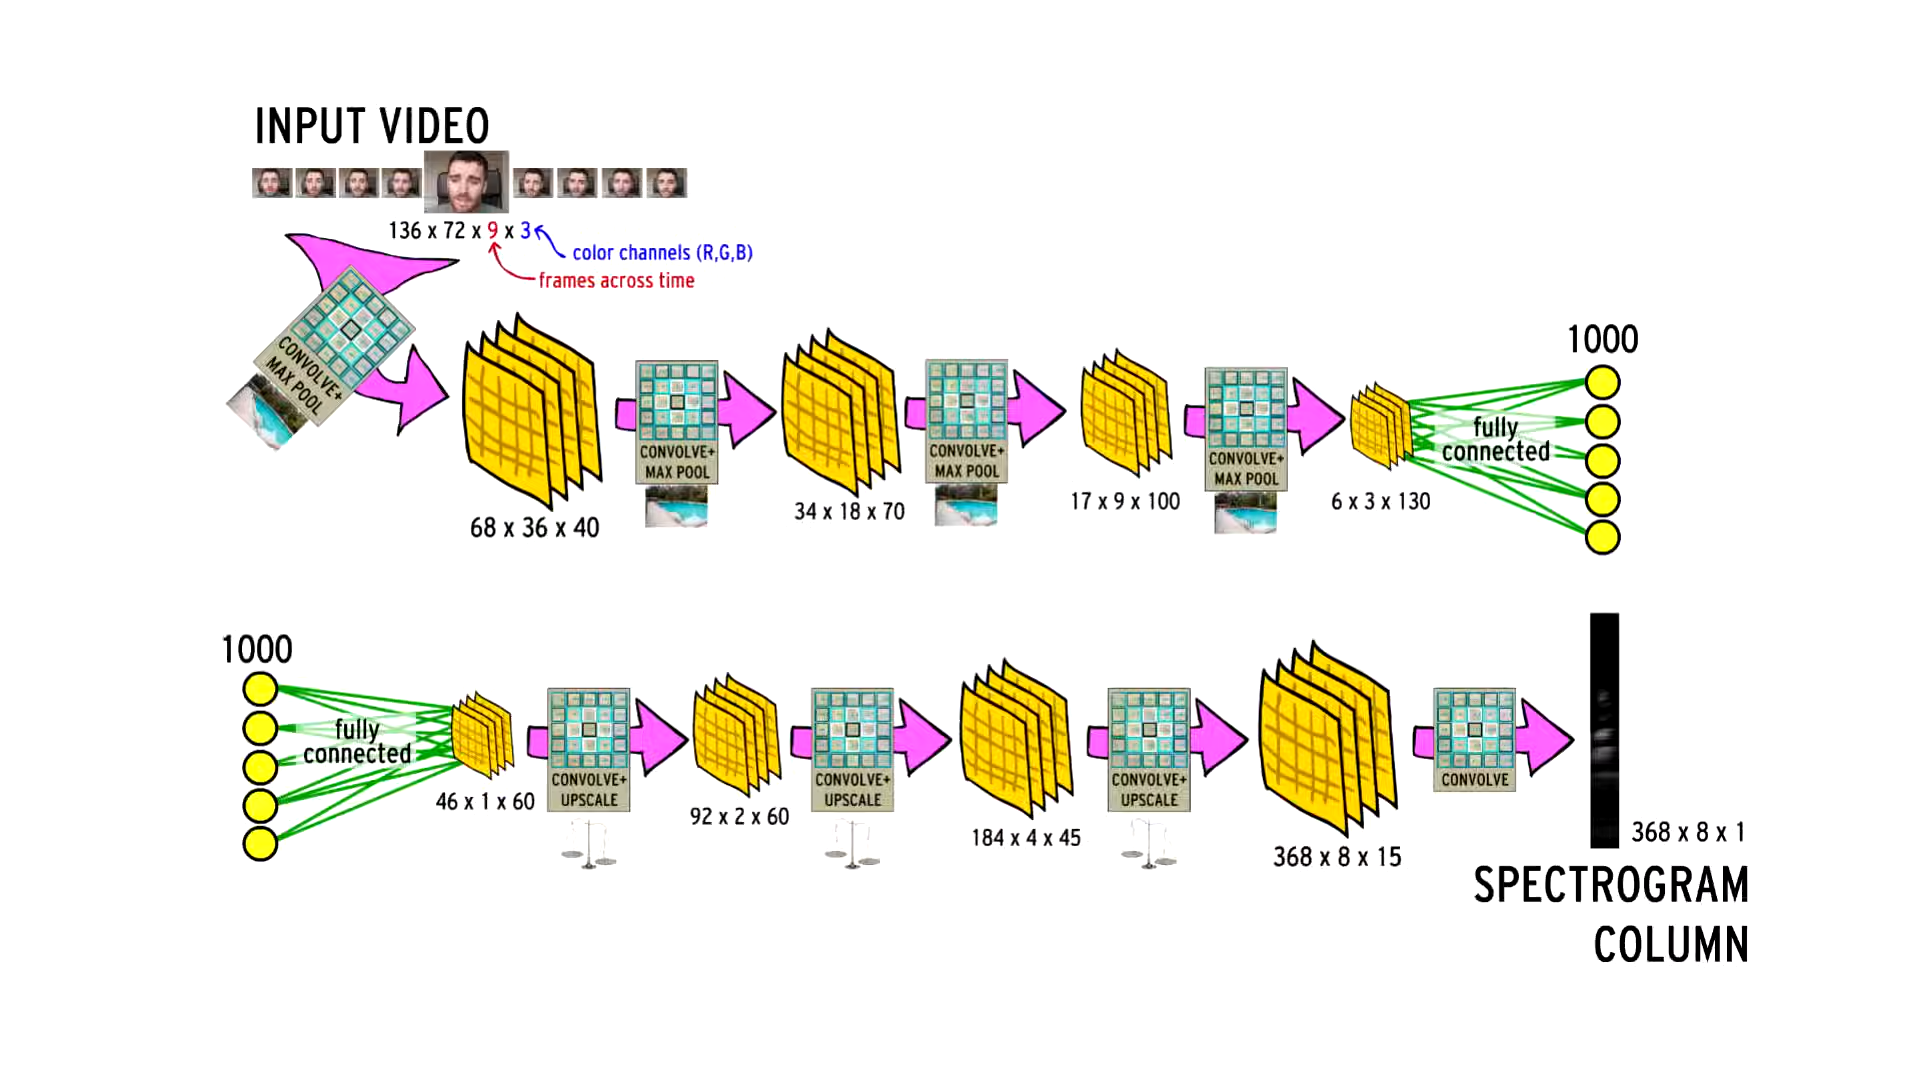 INPUT VIDEO
136 x 72 x 9 x 3
color channels (R,G,B)
frames across time
CONVOLVE+
MAX POOL
68 x 36 x 40
CONVOLVE+
MAX POOL
34 x 18 x 70
CONVOLVE+
MAX POOL
17 x 9 x 100
CONVOLVE+
MAX POOL
6 x 3 x 130
fully
connected
1000
1000
fully
connected
46 x 1 x 60
CONVOLVE+
UPSCALE
92 x 2 x 60
CONVOLVE+
UPSCALE
184 x 4 x 45
CONVOLVE+
UPSCALE
368 x 8 x 15
CONVOLVE
368 x 8 x 1
SPECTROGRAM
COLUMN